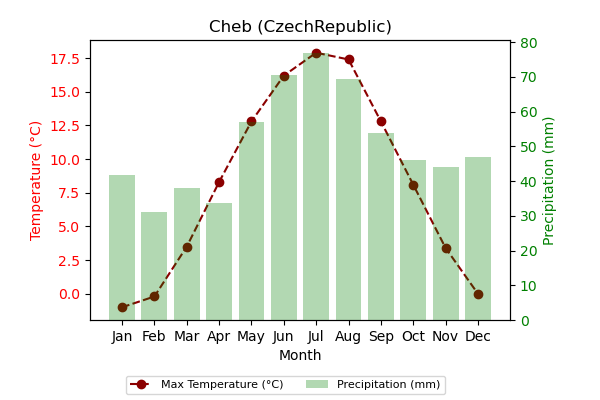 Cheb (CzechRepublic)
Temperature (°C)
17.5
15.0
12.5
10.0
7.5
5.0
2.5
0.0
80
70
60
50
40
30
20
10
0
Precipitation (mm)
Jan Feb Mar Apr May Jun Jul Aug Sep Oct Nov Dec
Month
Max Temperature (°C) Precipitation (mm)